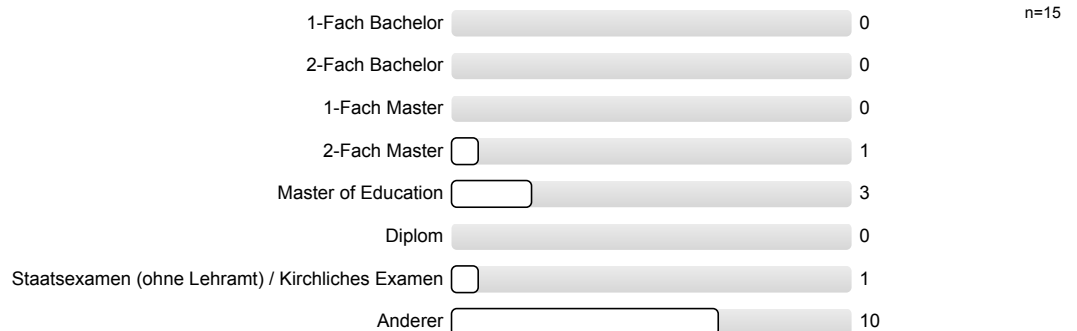 1-Fach Bachelor 0 n=15
2-Fach Bachelor 0
1-Fach Master 0
2-Fach Master 1
Master of Education 3
Diplom 0
Staatsexamen (ohne Lehramt) / Kirchliches Examen 1
Anderer 10